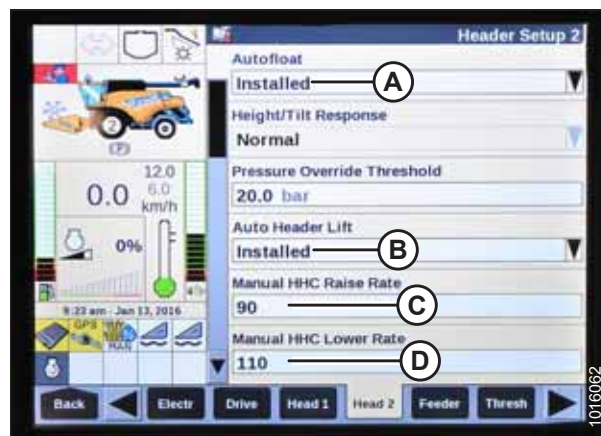 Header Setup 2
Autofloat
Installed
A
Height/Tilt Response
Normal
2
(P)
12.0
6.0
0.0
km/h
Pressure Override Threshold
20.0 bar
Auto Header Lift
Installed
B
0%
Manual HHC Raise Rate
90
C
9:23 am - Jan 13, 2016
GPS
MAN
Manual HHC Lower Rate
110
D
Back
Electr
Drive
Head 1
Head 2
Feeder
Thresh
1016062